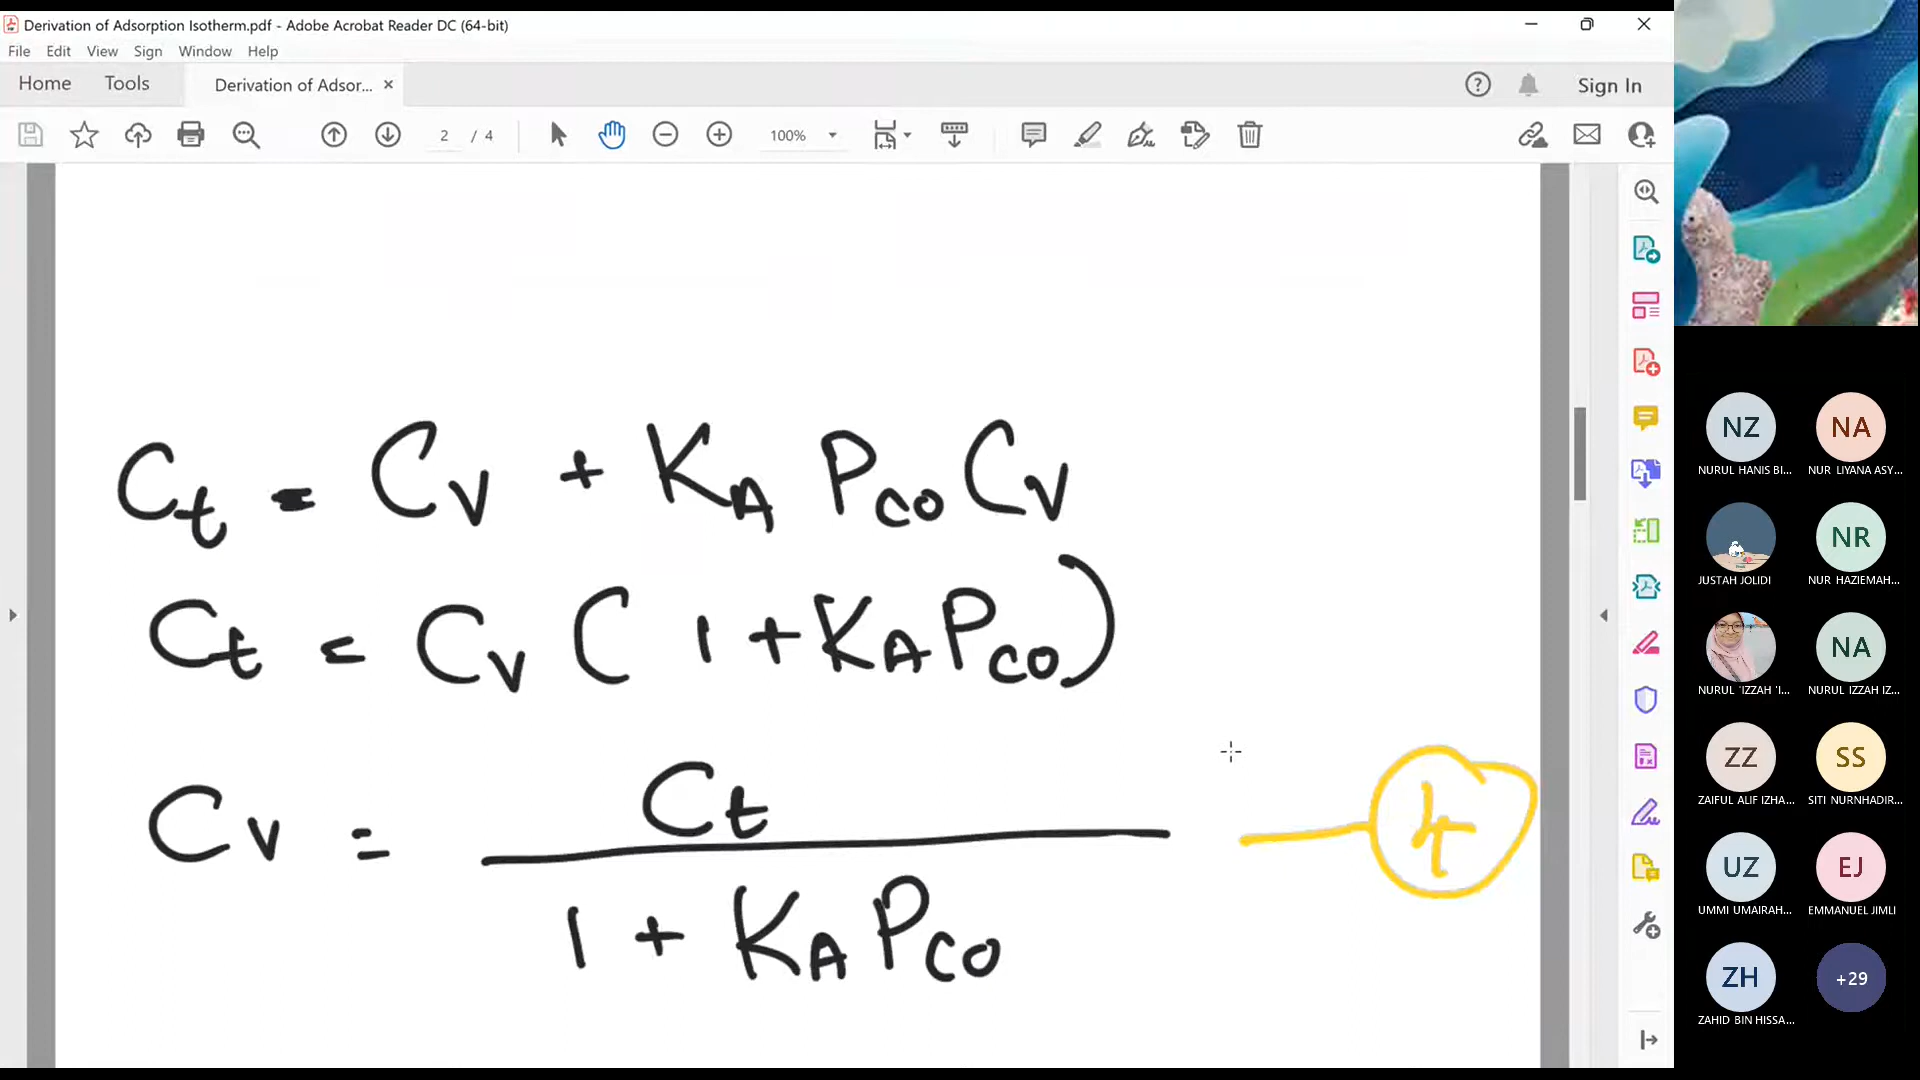 Derivation of Adsorption Isotherm.pdf - Adobe Acrobat Reader DC (64-bit)
File Edit View Sign Window Help
Home Tools Derivation of Adsor... × Sign In
2 / 4 100%
Ct = Cv + KA PCO Cv
Ct = Cv ( 1 + KA PCO )
Ct
Cv =
1 + KA PCO
4
NZ NA
NURUL HANIS BI... NUR LIYANA ASY...
NR
JUSTAH JOLIDI NUR HAZIEMAH...
NA
NURUL 'IZZAH 'I... NURUL IZZAH IZ...
ZZ SS
ZAIFUL ALIF IZHA... SITI NURNHADIR...
UZ EJ
UMMI UMAIRAH... EMMANUEL JIMLI
ZH +29
ZAHID BIN HISSA...